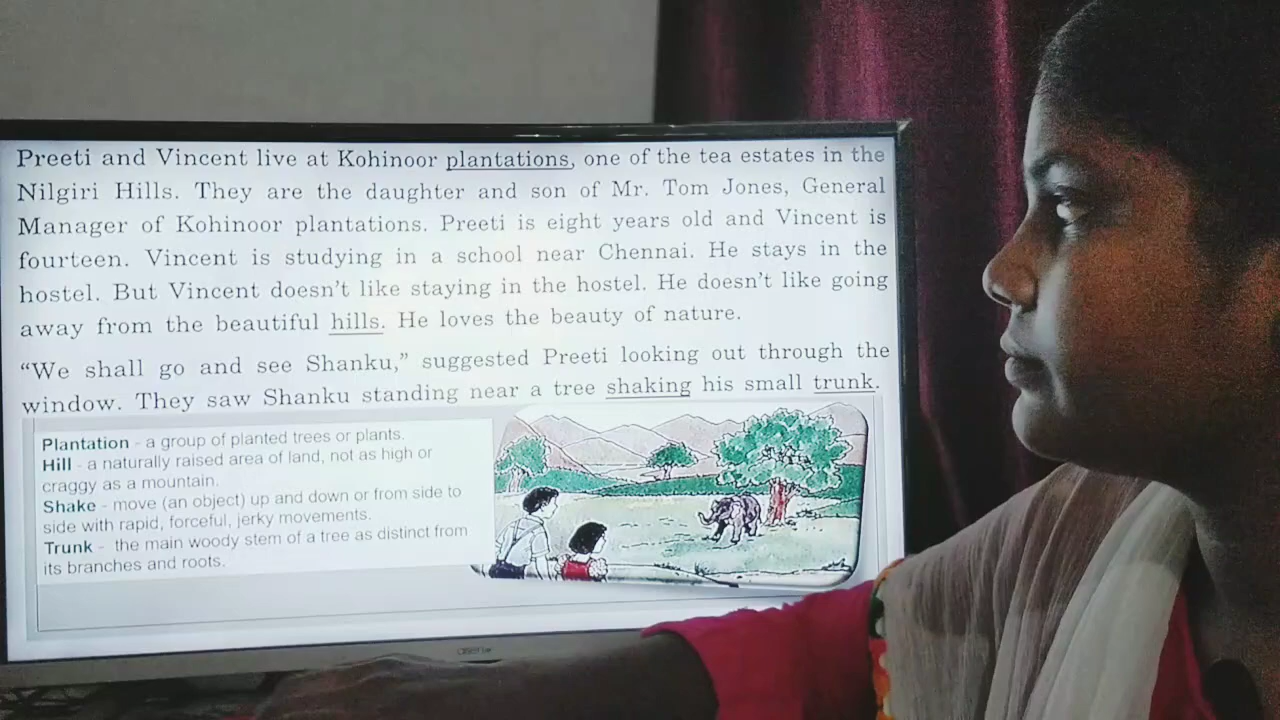 Preeti and Vincent live at Kohinoor plantations, one of the tea estates in the
Nilgiri Hills. They are the daughter and son of Mr. Tom Jones, General
Manager of Kohinoor plantations. Preeti is eight years old and Vincent is
fourteen. Vincent is studying in a school near Chennai. He stays in the
hostel. But Vincent doesn't like staying in the hostel. He doesn't like going
away from the beautiful hills. He loves the beauty of nature.
“We shall go and see Shanku,” suggested Preeti looking out through the
window. They saw Shanku standing near a tree shaking his small trunk.
Plantation - a group of planted trees or plants.
Hill - a naturally raised area of land, not as high or
craggy as a mountain.
Shake - move (an object) up and down or from side to
side with rapid, forceful, jerky movements.
Trunk - the main woody stem of a tree as distinct from
its branches and roots.